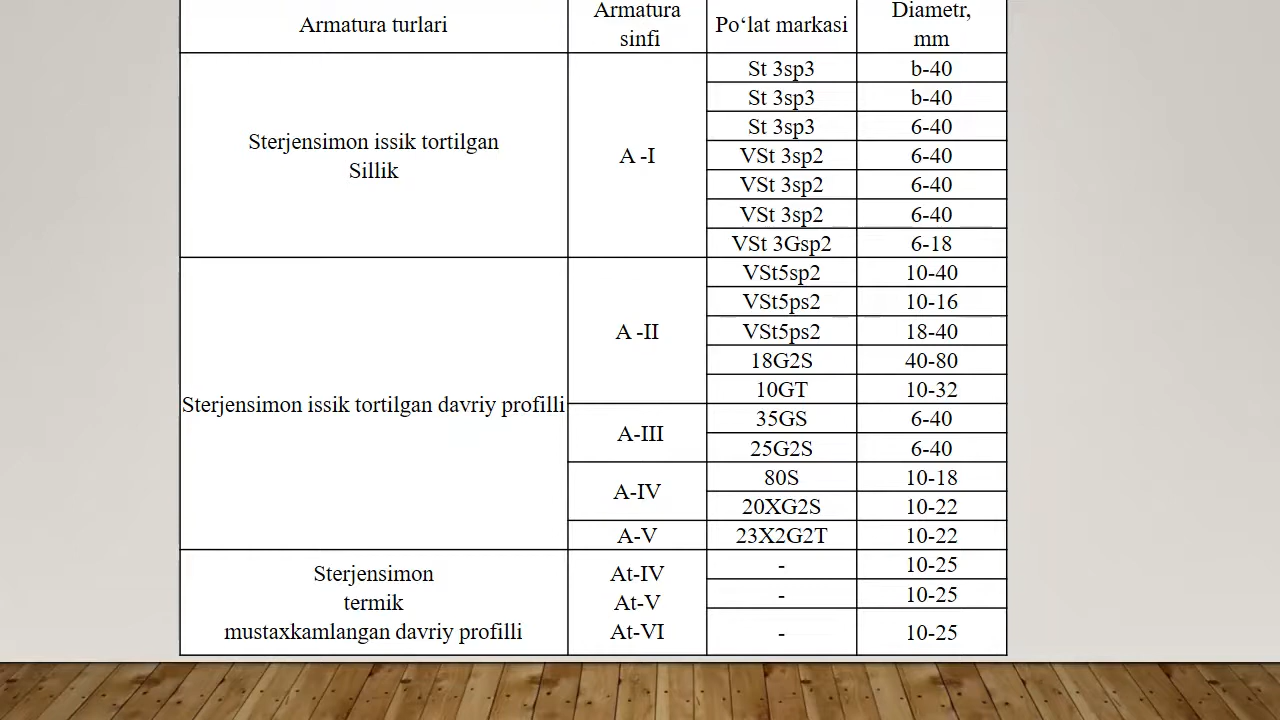 Armatura turlari
Armatura
sinfi
Po‘lat markasi
Diametr,
mm
Sterjensimon issik tortilgan
Sillik
A -I
St 3sp3
b-40
St 3sp3
b-40
St 3sp3
6-40
VSt 3sp2
6-40
VSt 3sp2
6-40
VSt 3sp2
6-40
VSt 3Gsp2
6-18
Sterjensimon issik tortilgan davriy profilli
A -II
VSt5sp2
10-40
VSt5ps2
10-16
VSt5ps2
18-40
18G2S
40-80
10GT
10-32
A-III
35GS
6-40
25G2S
6-40
A-IV
80S
10-18
20XG2S
10-22
A-V
23X2G2T
10-22
Sterjensimon
termik
mustaxkamlangan davriy profilli
At-IV
At-V
At-VI
-
10-25
-
10-25
-
10-25